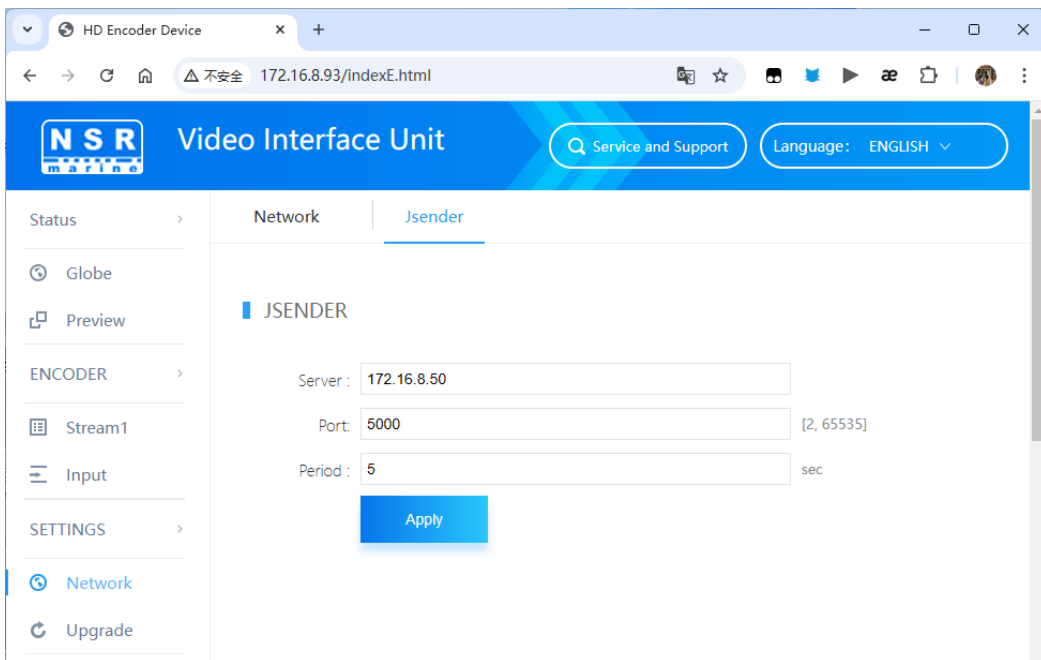 HD Encoder Device
不安全 172.16.8.93/indexE.html
NSR
marine
Video Interface Unit
Service and Support
Language: ENGLISH
Status
Network
Jsender
Globe
Preview
JSENDER
ENCODER
Server : 172.16.8.50
Stream1
Port: 5000 [2, 65535]
Input
Period : 5 sec
SETTINGS
Apply
Network
Upgrade